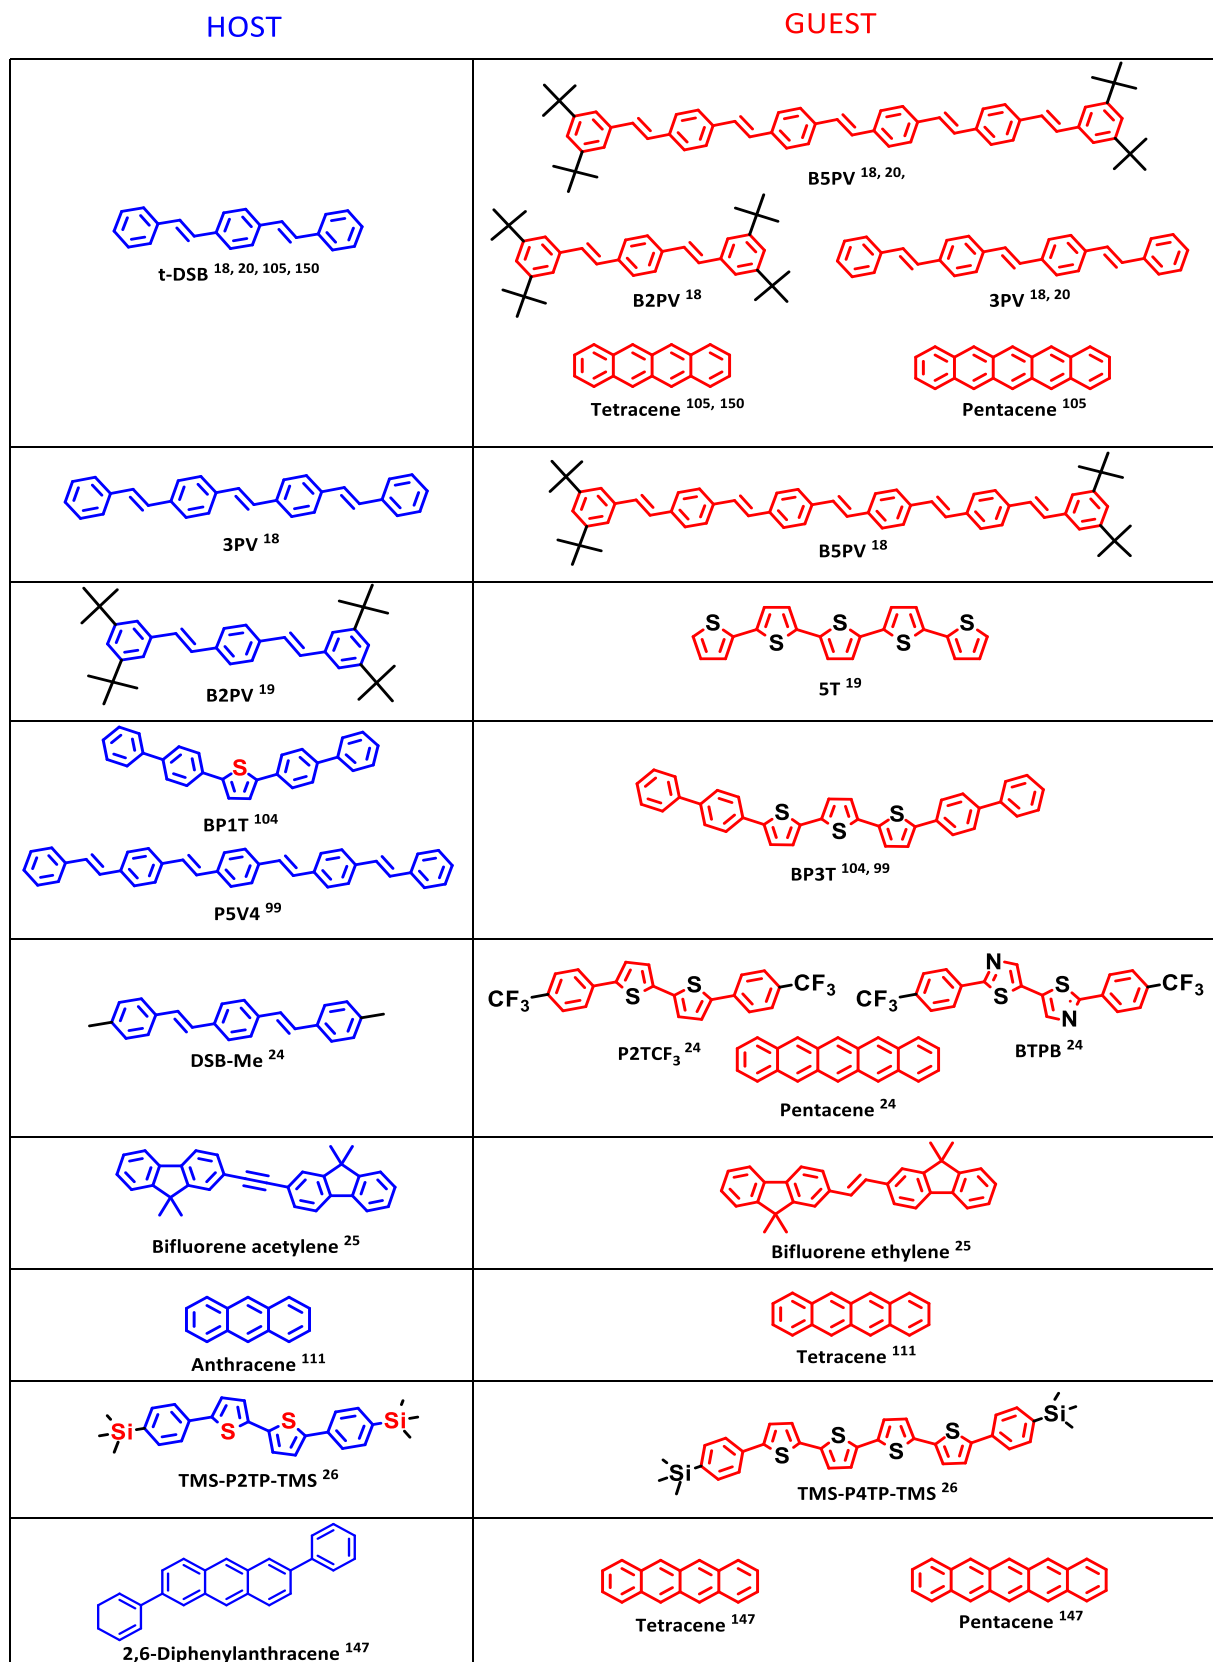 HOST GUEST
B5PV 18, 20,
t-DSB 18, 20, 105, 150
B2PV 18 3PV 18, 20
Tetracene 105, 150 Pentacene 105
3PV 18 B5PV 18
S S S S S
B2PV 19 5T 19
S
BP1T 104
S S S
BP3T 104, 99
P5V4 99
CF3 S S CF3 CF3 N S S N CF3
DSB-Me 24
P2TCF3 24 BTPB 24
Pentacene 24
Bifluorene acetylene 25 Bifluorene ethylene 25
Anthracene 111 Tetracene 111
Si S S Si Si S S S S Si
TMS-P2TP-TMS 26 TMS-P4TP-TMS 26
2,6-Diphenylanthracene 147 Tetracene 147 Pentacene 147